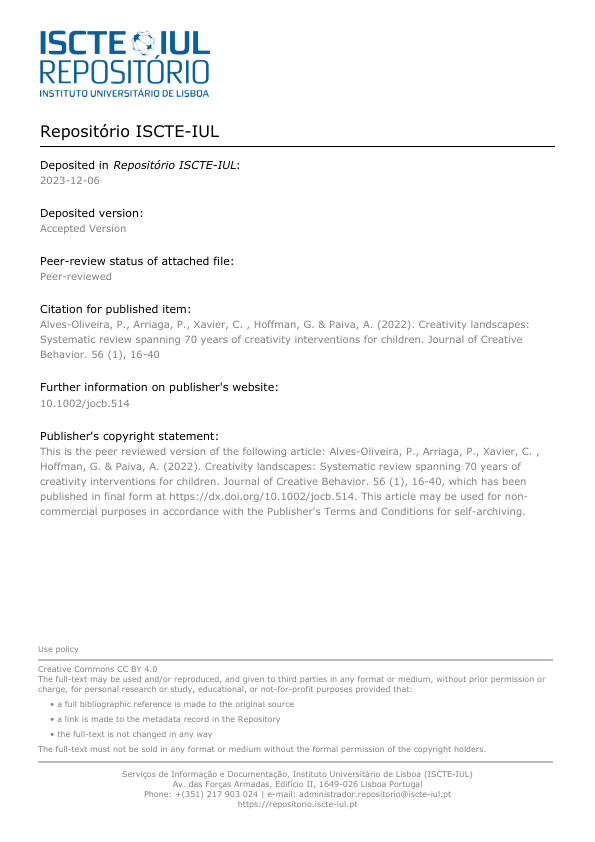 ISCTE IUL
REPOSITÓRIO
INSTITUTO UNIVERSITÁRIO DE LISBOA
Repositório ISCTE-IUL
Deposited in Repositório ISCTE-IUL:
2023-12-06
Deposited version:
Accepted Version
Peer-review status of attached file:
Peer-reviewed
Citation for published item:
Alves-Oliveira, P., Arriaga, P., Xavier, C. , Hoffman, G. & Paiva, A. (2022). Creativity landscapes:
Systematic review spanning 70 years of creativity interventions for children. Journal of Creative
Behavior. 56 (1), 16-40
Further information on publisher's website:
10.1002/jocb.514
Publisher's copyright statement:
This is the peer reviewed version of the following article: Alves-Oliveira, P., Arriaga, P., Xavier, C. ,
Hoffman, G. & Paiva, A. (2022). Creativity landscapes: Systematic review spanning 70 years of
creativity interventions for children. Journal of Creative Behavior. 56 (1), 16-40, which has been
published in final form at https://dx.doi.org/10.1002/jocb.514. This article may be used for non-
commercial purposes in accordance with the Publisher's Terms and Conditions for self-archiving.
Use policy
Creative Commons CC BY 4.0
The full-text may be used and/or reproduced, and given to third parties in any format or medium, without prior permission or
charge, for personal research or study, educational, or not-for-profit purposes provided that:
• a full bibliographic reference is made to the original source
• a link is made to the metadata record in the Repository
• the full-text is not changed in any way
The full-text must not be sold in any format or medium without the formal permission of the copyright holders.
Serviços de Informação e Documentação, Instituto Universitário de Lisboa (ISCTE-IUL)
Av. das Forças Armadas, Edifício II, 1649-026 Lisboa Portugal
Phone: +(351) 217 903 024 | e-mail: administrador.repositorio@iscte-iul.pt
https://repositorio.iscte-iul.pt